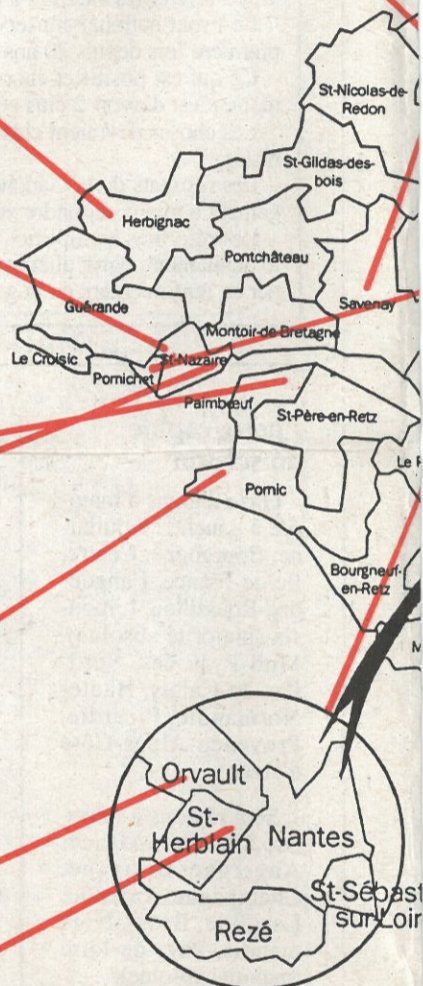 St-Nicolas-de-
Redon
St-Gildas-des-
bois
Herbignac
Pontchâteau
Guérande
Savenay
Montoir-de Bretagne
Le Croisic
St-Nazaire
Pornichet
Paimbœuf
St-Père-en-Retz
Le
Pornic
Bourgneuf-
en-Retz
M
Orvault
St-
Herblain
Nantes
St-Sébast
sur-Loir
Rezé